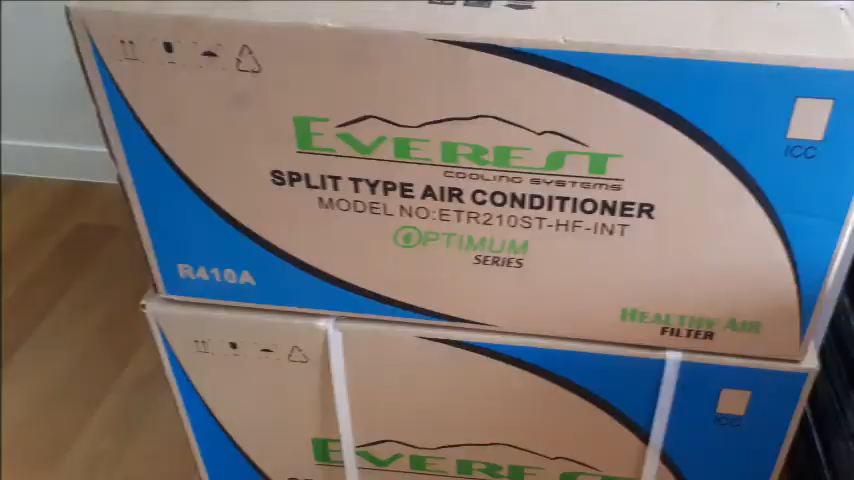 EVEREST
COOLING SYSTEMS
SPLIT TYPE AIR CONDITIONER
MODEL NO:ETR210ST-HF-INT
OPTIMUM
SERIES
R410A
ICC
HEALTHY AIR
FILTER
ICC
EVEREST